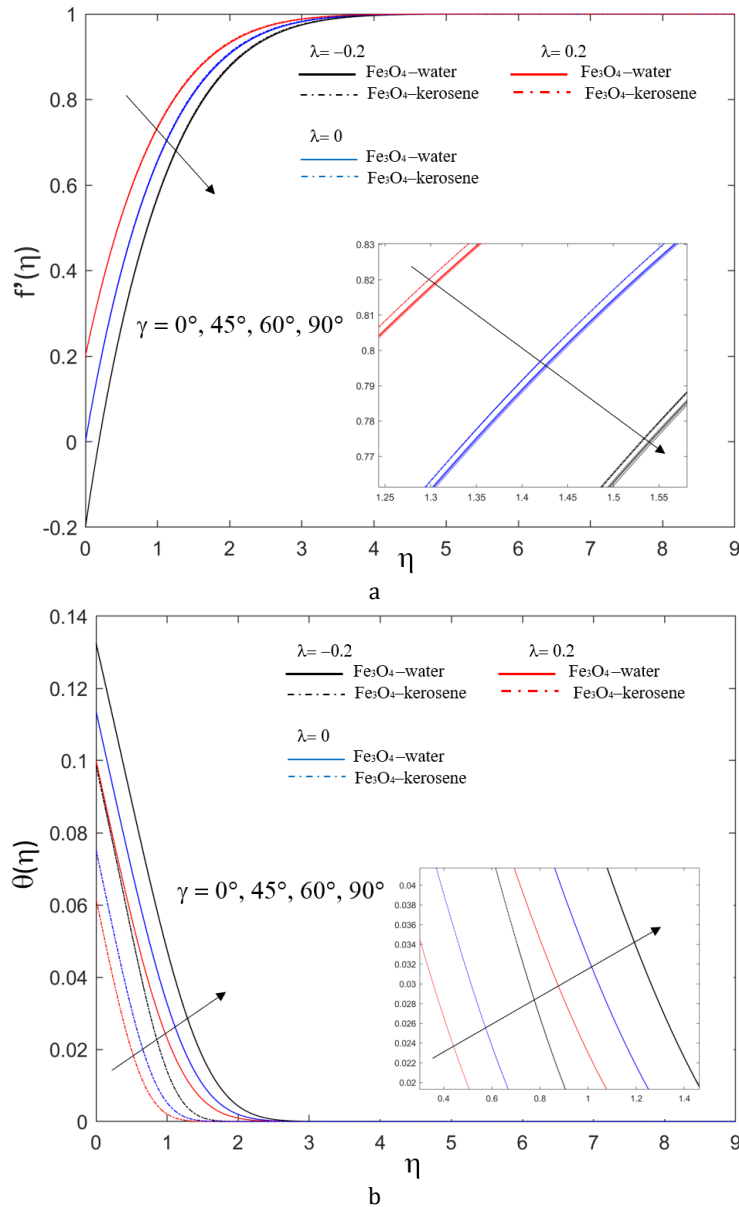 1
λ= −0.2
λ= 0.2
Fe₃O₄–water
Fe₃O₄–water
Fe₃O₄–kerosene
Fe₃O₄–kerosene
0.8
λ= 0
Fe₃O₄–water
Fe₃O₄–kerosene
0.6
0.83
0.82
0.81
0.8
0.79
0.78
0.77
1.25 1.3 1.35 1.4 1.45 1.5 1.55
f'(η)
0.4
γ = 0°, 45°, 60°, 90°
0.2
0
-0.2
0 1 2 3 4 5 6 7 8 9
η
a
0.14
λ= −0.2
λ= 0.2
Fe₃O₄–water
Fe₃O₄–water
Fe₃O₄–kerosene
Fe₃O₄–kerosene
0.12
λ= 0
Fe₃O₄–water
Fe₃O₄–kerosene
0.1
0.08
θ(η)
γ = 0°, 45°, 60°, 90°
0.06
0.04
0.02
0
0.04
0.038
0.036
0.034
0.032
0.03
0.028
0.026
0.024
0.022
0.02
0.4 0.6 0.8 1 1.2 1.4
0 1 2 3 4 5 6 7 8 9
η
b